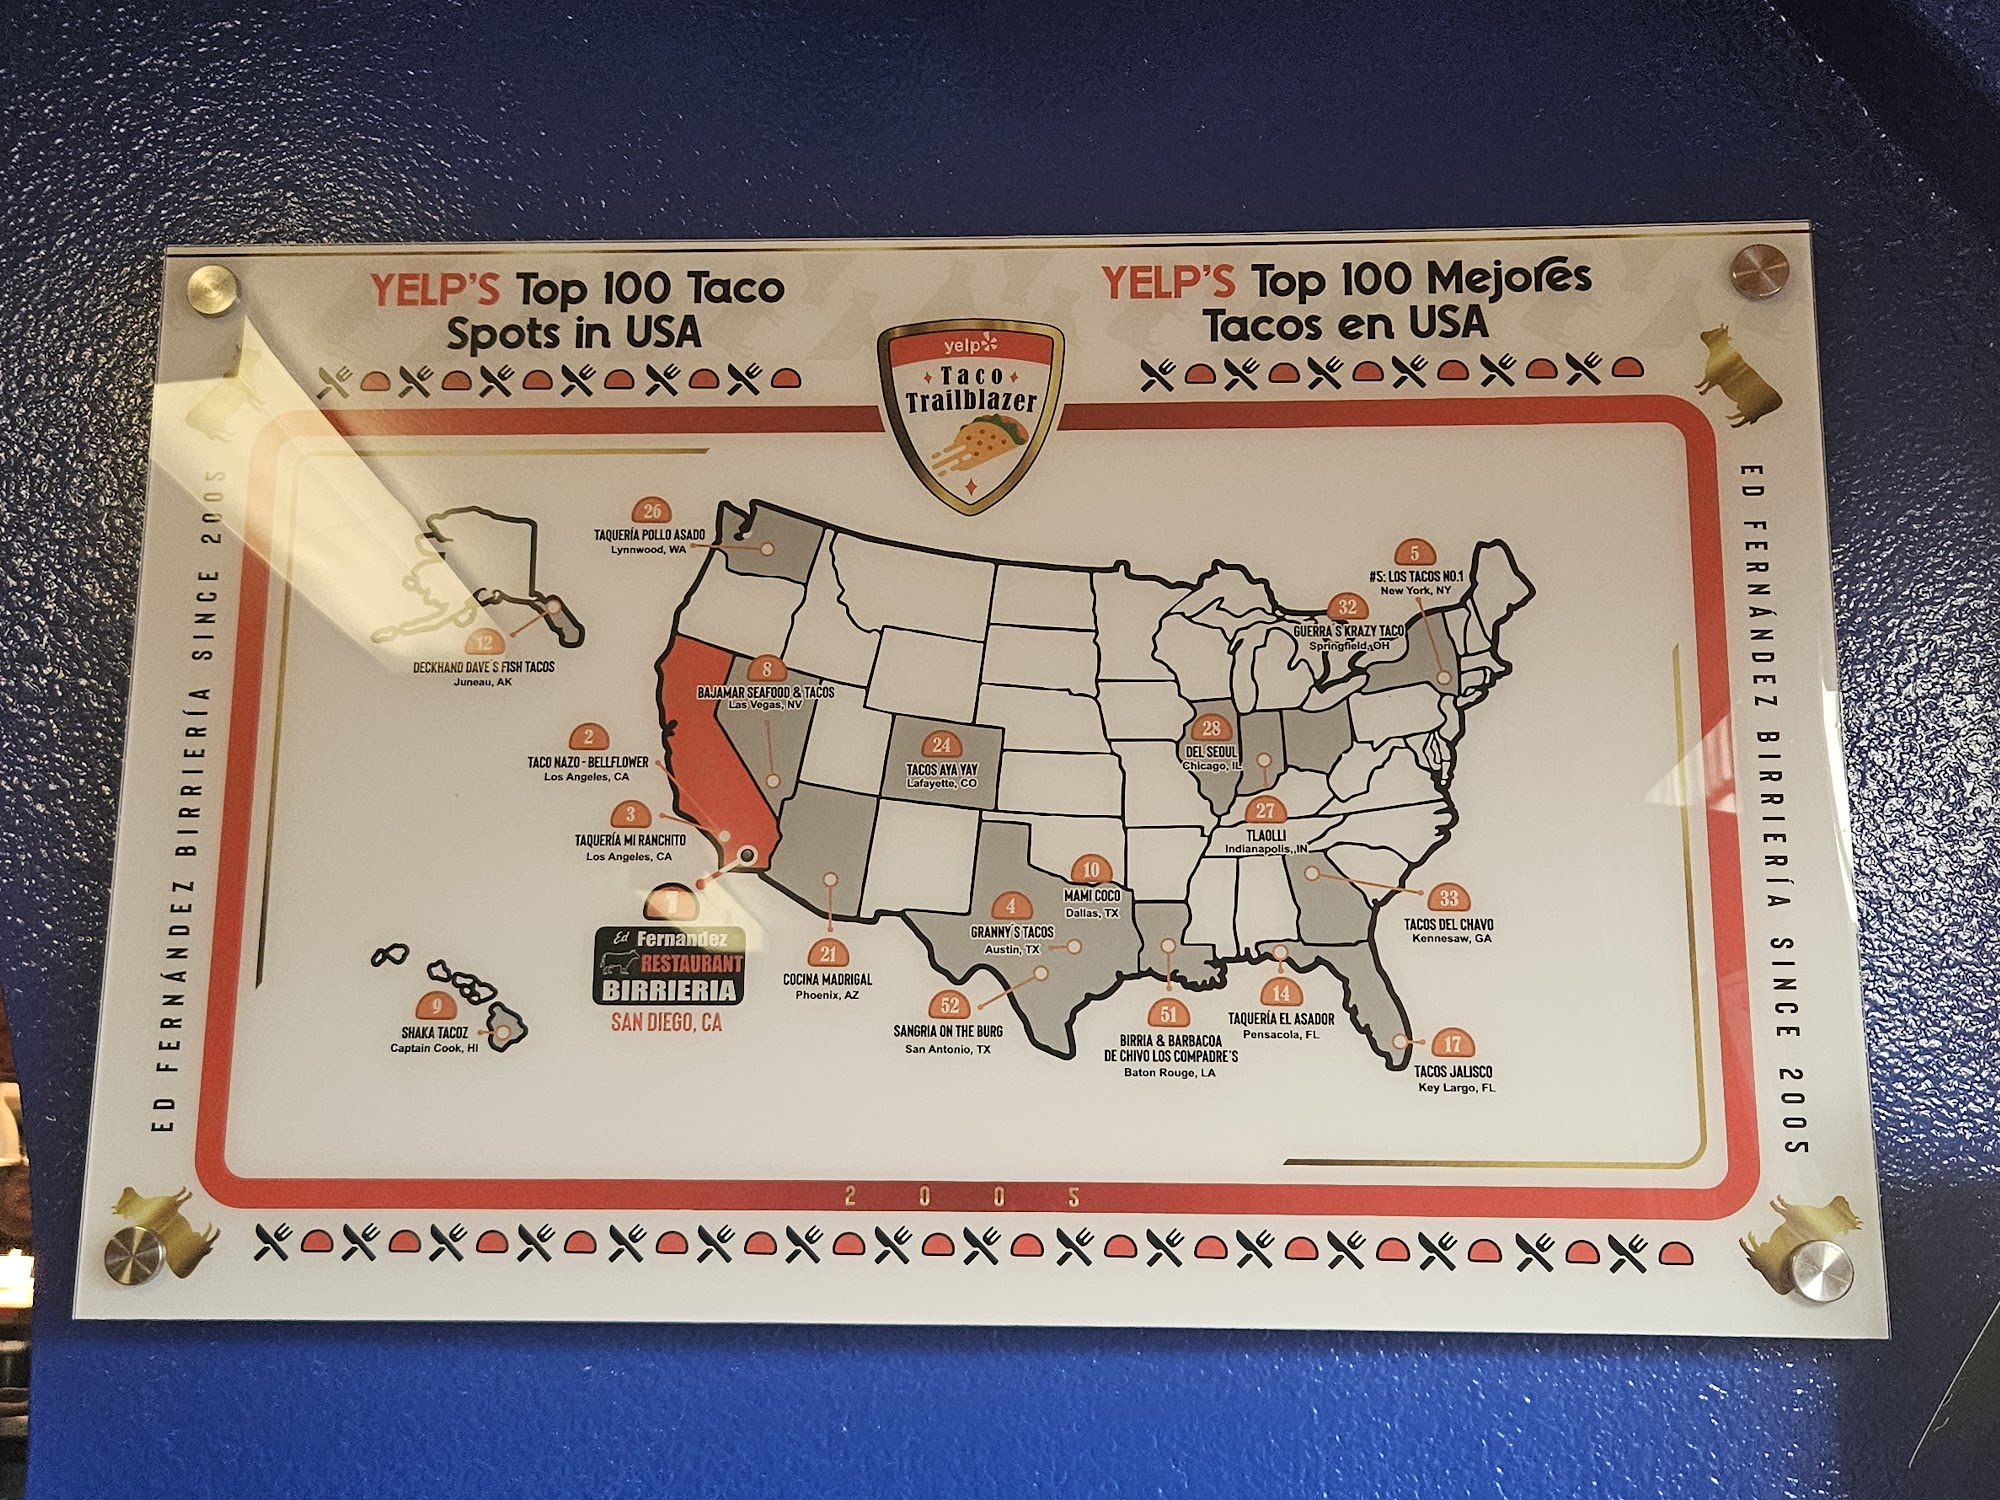 YELP'S Top 100 Taco
Spots in USA
YELP'S Top 100 Mejores
Tacos en USA
yelp
Taco
Trailblazer
ED FERNÁNDEZ BIRRIERÍA SINCE 2005
ED FERNÁNDEZ BIRRIERÍA SINCE 2005
26
TAQUERÍA POLLO ASADO
Lynnwood, WA
5
#5: LOS TACOS NO.1
New York, NY
32
GUERRA´S KRAZY TACO
Springfield, OH
12
DECKHAND DAVE´S FISH TACOS
Juneau, AK
8
BAJAMAR SEAFOOD & TACOS
Las Vegas, NV
28
DEL SEOUL
Chicago, IL
2
TACO NAZO - BELLFLOWER
Los Angeles, CA
24
TACOS AYA YAY
Lafayette, CO
3
TAQUERÍA MI RANCHITO
Los Angeles, CA
27
TLAOLLI
Indianapolis,,IN
10
MAMI COCO
Dallas, TX
1
Ed Fernandez
RESTAURANT
BIRRIERIA
SAN DIEGO, CA
4
GRANNY´S TACOS
Austin, TX
33
TACOS DEL CHAVO
Kennesaw, GA
21
COCINA MADRIGAL
Phoenix, AZ
9
SHAKA TACOZ
Captain Cook, HI
52
SANGRIA ON THE BURG
San Antonio, TX
51
BIRRIA & BARBACOA
DE CHIVO LOS COMPADRE'S
Baton Rouge, LA
14
TAQUERÍA EL ASADOR
Pensacola, FL
17
TACOS JALISCO
Key Largo, FL
2005